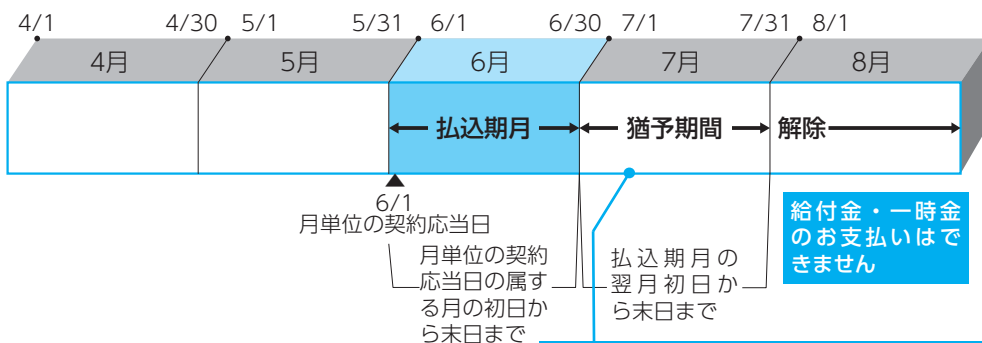 4/1 4/30 5/1 5/31 6/1 6/30 7/1 7/31 8/1
4月 5月 6月 7月 8月
払込期月 猶予期間 解除
6/1
月単位の契約応当日
月単位の契約
応当日の属す
る月の初日か
ら末日まで
払込期月の
翌月初日か
ら末日まで
給付金・一時金
のお支払いはで
きません